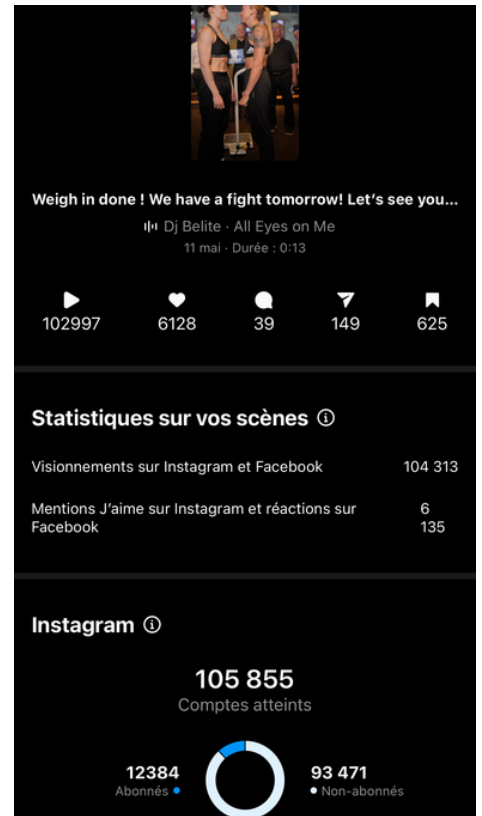 Weigh in done ! We have a fight tomorrow! Let's see you...
Dj Belite · All Eyes on Me
11 mai · Durée : 0:13
102997 6128 39 149 625
Statistiques sur vos scènes
Visionnements sur Instagram et Facebook 104 313
Mentions J'aime sur Instagram et réactions sur 6
Facebook 135
Instagram
105 855
Comptes atteints
12384 93 471
Abonnés Non-abonnés